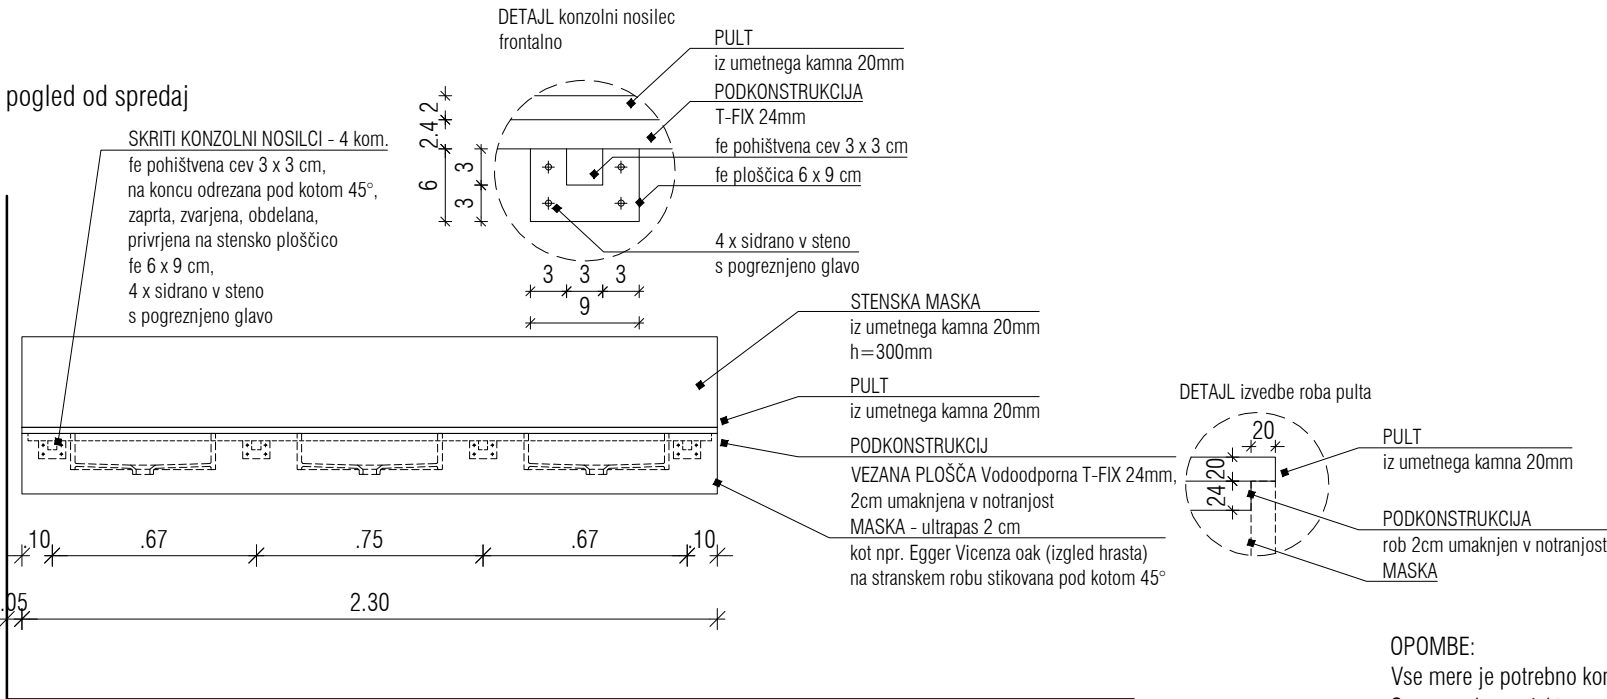 DETAJL konzolni nosilec
frontalno
PULT
iz umetnega kamna 20mm
PODKONSTRUKCIJA
T-FIX 24mm
fe pohištvena cev 3 x 3 cm
fe ploščica 6 x 9 cm
4 x sidrano v steno
s pogreznjeno glavo
2
2.4
6
3
3
3 3 3
9
pogled od spredaj
SKRITI KONZOLNI NOSILCI - 4 kom.
fe pohištvena cev 3 x 3 cm,
na koncu odrezana pod kotom 45°,
zaprta, zvarjena, obdelana,
privrjena na stensko ploščico
fe 6 x 9 cm,
4 x sidrano v steno
s pogreznjeno glavo
STENSKA MASKA
iz umetnega kamna 20mm
h=300mm
PULT
iz umetnega kamna 20mm
PODKONSTRUKCIJ
VEZANA PLOŠČA Vodoodporna T-FIX 24mm,
2cm umaknjena v notranjost
MASKA - ultrapas 2 cm
kot npr. Egger Vicenza oak (izgled hrasta)
na stranskem robu stikovana pod kotom 45°
.10 .67 .75 .67 .10
.05 2.30
DETAJL izvedbe roba pulta
20
20
24
PULT
iz umetnega kamna 20mm
PODKONSTRUKCIJA
rob 2cm umaknjen v notranjost
MASKA
OPOMBE:
Vse mere je potrebno